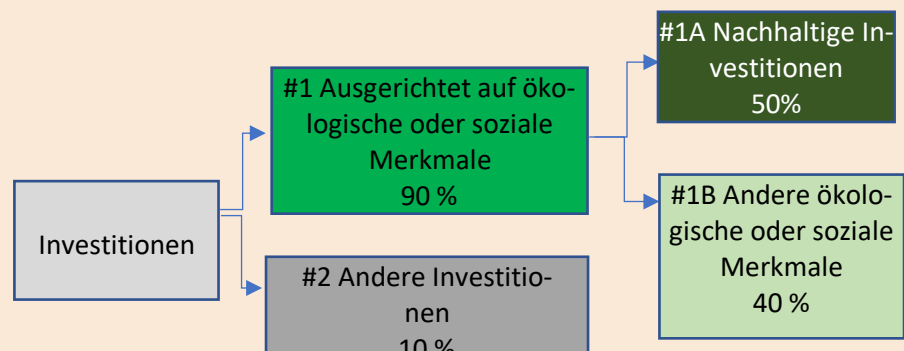 Investitionen
#1 Ausgerichtet auf öko-
logische oder soziale
Merkmale
90 %
#2 Andere Investitio-
nen
10 %
#1A Nachhaltige In-
vestitionen
50%
#1B Andere ökolo-
gische oder soziale
Merkmale
40 %